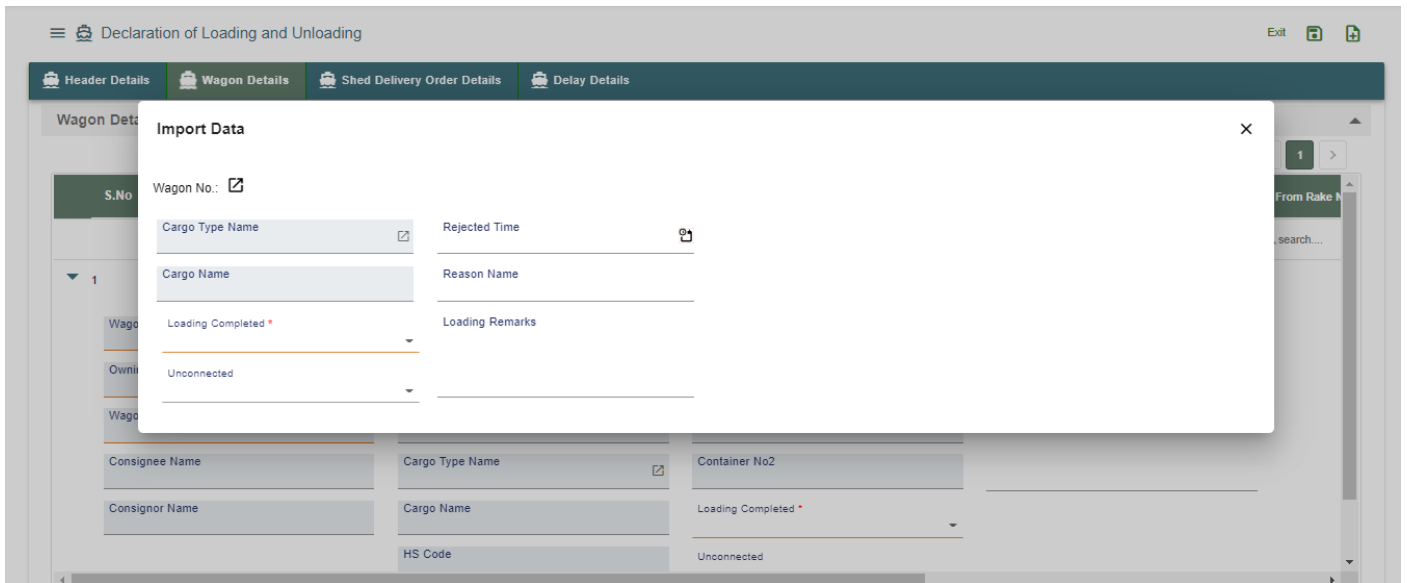 Declaration of Loading and Unloading
Exit
Header Details Wagon Details Shed Delivery Order Details Delay Details
Import Data
1
S.No
From Rake
Wagon No.:
Cargo Type Name Rejected Time
search....
1
Cargo Name Reason Name
Loading Completed * Loading Remarks
Unconnected
Consignee Name Cargo Type Name Container No2
Consignor Name Cargo Name Loading Completed *
HS Code Unconnected